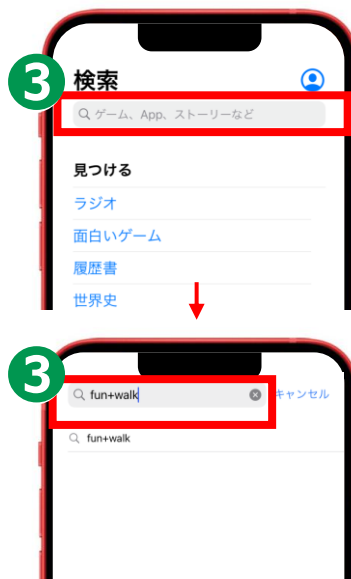 3
検索
ゲーム、App、ストーリーなど
見つける
ラジオ
面白いゲーム
履歴書
世界史
3
fun+walk
キャンセル
fun+walk